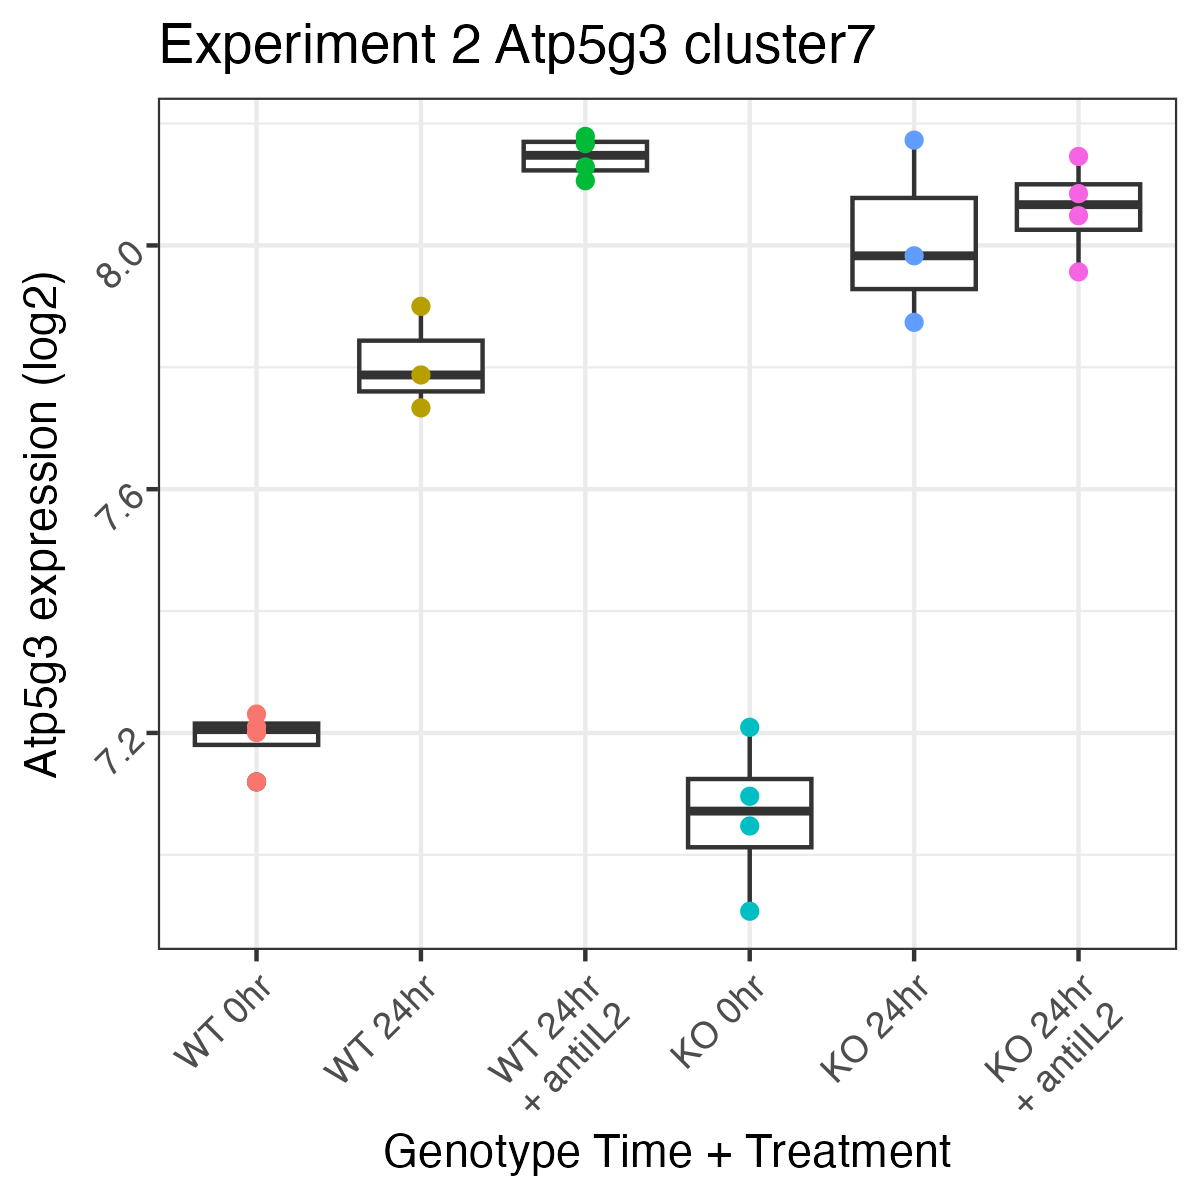 Experiment 2 Atp5g3 cluster7
Atp5g3 expression (log2)
8.0
7.6
7.2
WT 0hr
WT 24hr
WT 24hr
+ antiIL2
KO 0hr
KO 24hr
KO 24hr
+ antiIL2
Genotype Time + Treatment